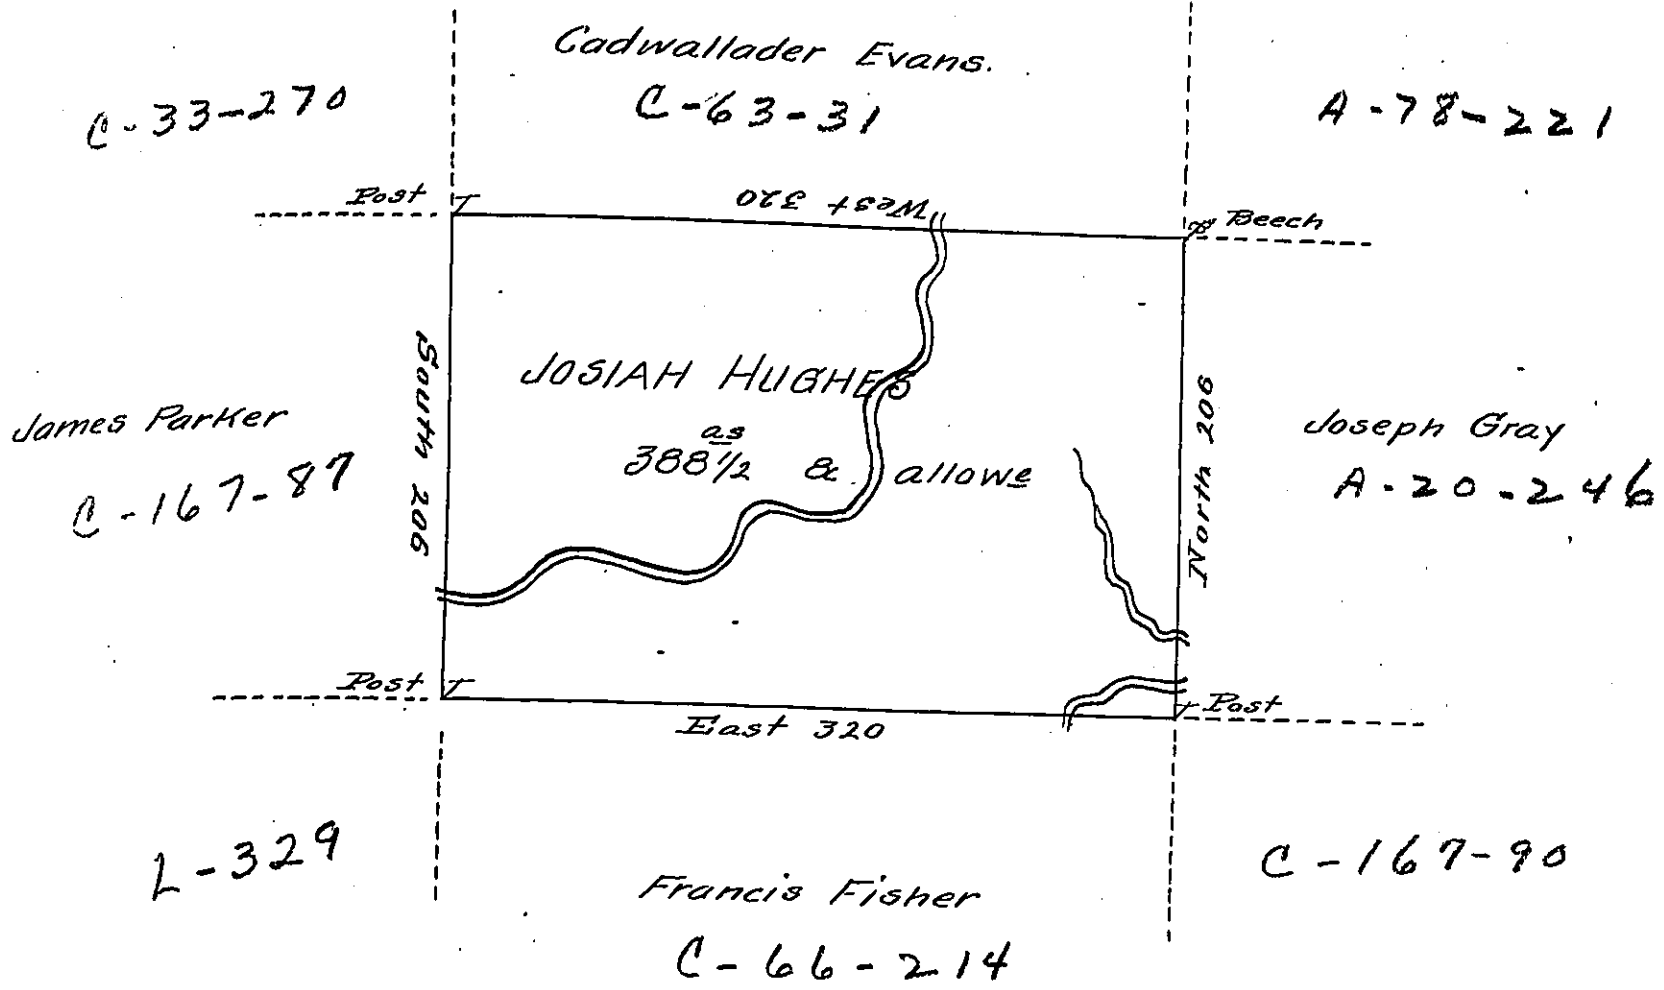 Cadwallader Evans.
C-33-270
C-63-31
A-78-221
Post
West 320
Beech
JOSIAH HUGHES
as
388 1/2 & allowe
South 206
North 206
James Parker
C-167-87
Joseph Gray
A-20-246
Post
East 320
Post
L-329
C-167-90
Francis Fisher
C-66-214